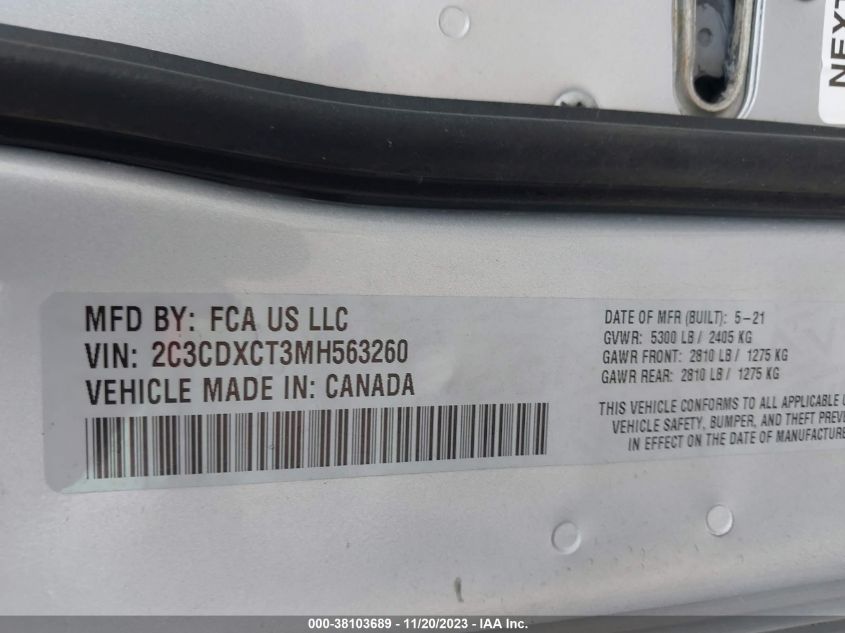 NEXT
MFD BY: FCA US LLC
VIN: 2C3CDXCT3MH563260
VEHICLE MADE IN: CANADA
DATE OF MFR (BUILT): 5-21
GVWR: 5300 LB / 2405 KG
GAWR FRONT: 2810 LB / 1275 KG
GAWR REAR: 2810 LB / 1275 KG
THIS VEHICLE CONFORMS TO ALL APPLICABLE
VEHICLE SAFETY, BUMPER, AND THEFT PREVE
IN EFFECT ON THE DATE OF MANUFACTURE
000-38103689 - 11/20/2023 - IAA Inc.